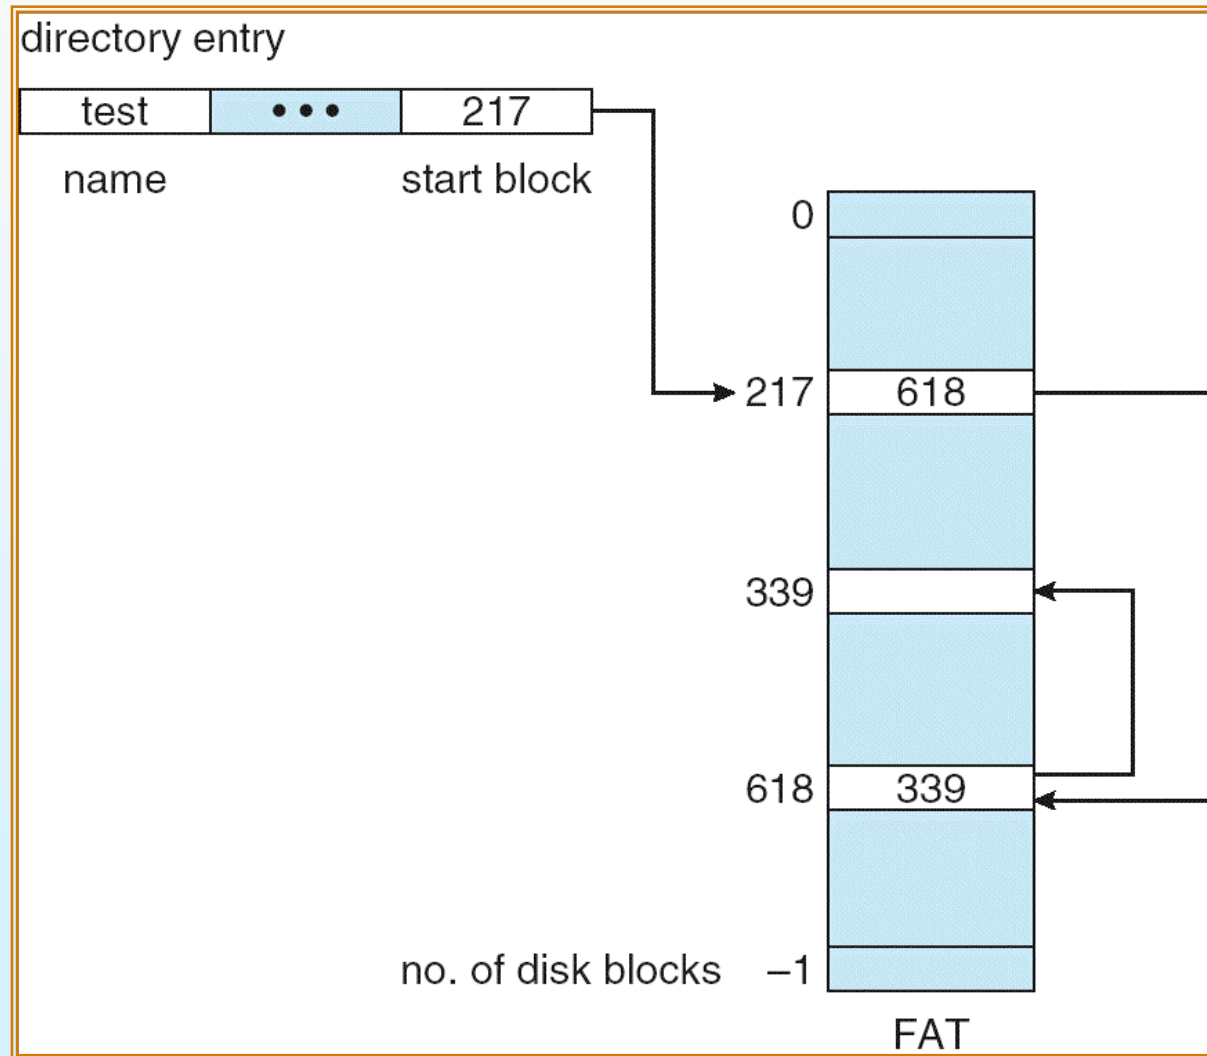 directory entry
test ••• 217
name start block
0
217 618
339
618 339
no. of disk blocks –1
FAT